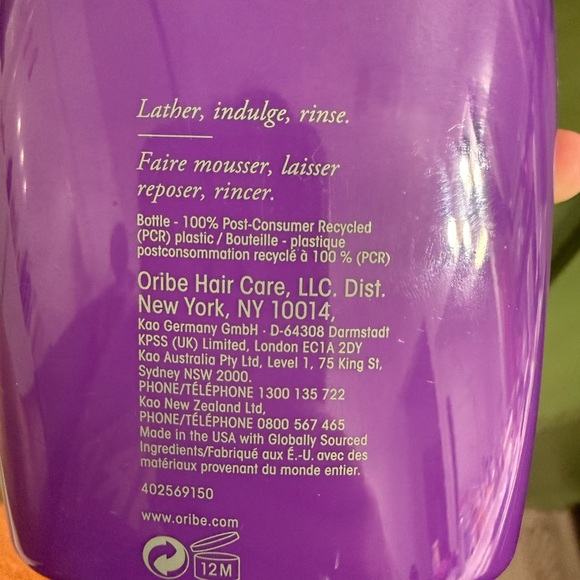 Lather, indulge, rinse.
Faire mousser, laisser
reposer, rincer.
Bottle - 100% Post-Consumer Recycled
(PCR) plastic / Bouteille - plastique
postconsommation recyclé à 100 % (PCR)
Oribe Hair Care, LLC. Dist.
New York, NY 10014,
Kao Germany GmbH · D-64308 Darmstadt
KPSS (UK) Limited, London EC1A 2DY
Kao Australia Pty Ltd, Level 1, 75 King St,
Sydney NSW 2000.
PHONE/TÉLÉPHONE 1300 135 722
Kao New Zealand Ltd,
PHONE/TÉLÉPHONE 0800 567 465
Made in the USA with Globally Sourced
Ingredients/Fabriqué aux É.-U. avec des
matériaux provenant du monde entier.
402569150
www.oribe.com
12M